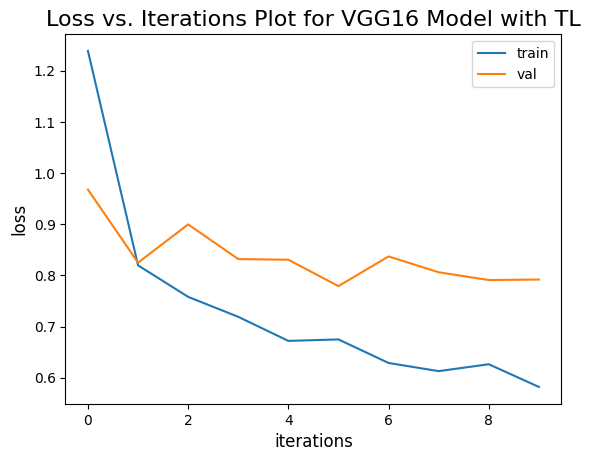 Loss vs. Iterations Plot for VGG16 Model with TL
train
val
1.2
1.1
1.0
0.9
0.8
0.7
0.6
loss
0 2 4 6 8
iterations